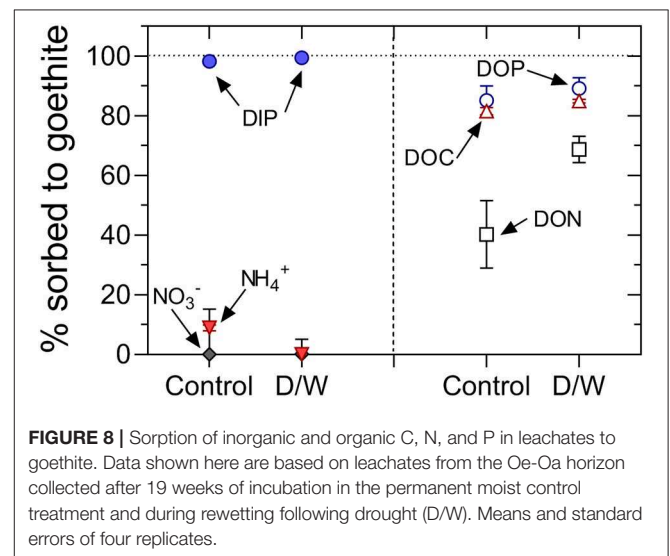 % sorbed to goethite
100
80
60
40
20
0
DIP
DOP
DOC
DON
NO₃⁻
NH₄⁺
Control D/W Control D/W
FIGURE 8 | Sorption of inorganic and organic C, N, and P in leachates to
goethite. Data shown here are based on leachates from the Oe-Oa horizon
collected after 19 weeks of incubation in the permanent moist control
treatment and during rewetting following drought (D/W). Means and standard
errors of four replicates.